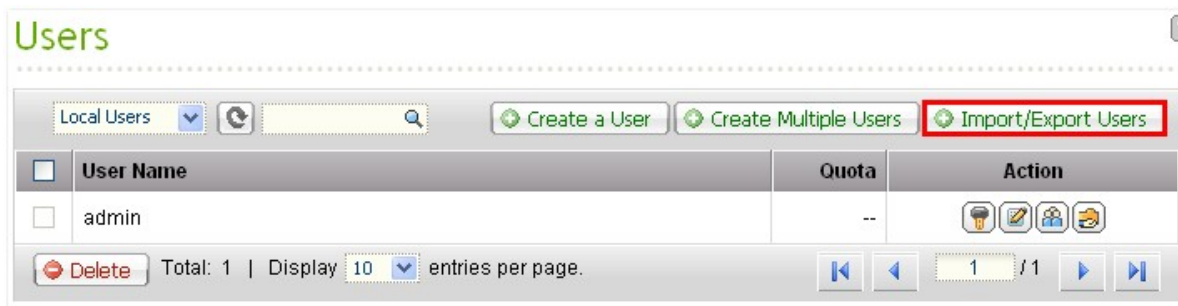 Users
Local Users Create a User Create Multiple Users Import/Export Users
User Name Quota Action
admin --
Delete Total: 1 | Display 10 entries per page. 1 / 1